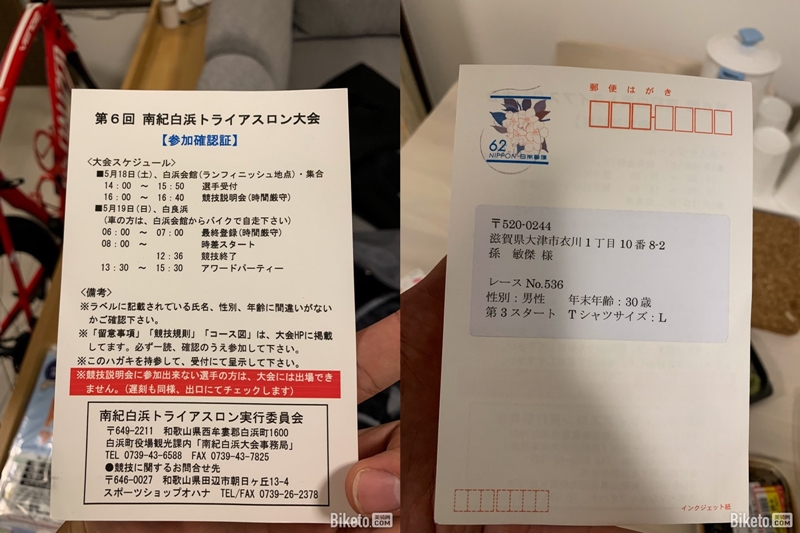 第6回 南紀白浜トライアスロン大会
【参加確認証】
〈大会スケジュール〉
■5月18日(土)、白浜会館(ランフィニッシュ地点)・集合
14:00 ～ 15:50 選手受付
16:00 ～ 16:40 競技説明会(時間厳守)
■5月19日(日)、白良浜
(車の方は、白浜会館からバイクで自走下さい)
06:00 ～ 07:00 最終登録(時間厳守)
08:00 ～ 時差スタート
12:36 競技終了
13:30 ～ 15:30 アワードパーティー
〈備考〉
※ラベルに記載されている氏名、性別、年齢に間違いがない
かご確認下さい。
※「留意事項」「競技規則」「コース図」は、大会HPに掲載
してます。必ず一読、確認のうえ参加して下さい。
※このハガキを持参して、受付にて呈示して下さい。
※競技説明会に参加出来ない選手の方は、大会には出場でき
ません。(遅刻も同様、出口にてチェックします)
南紀白浜トライアスロン実行委員会
〒649-2211 和歌山県西牟婁郡白浜町1600
白浜町役場観光課内「南紀白浜大会事務局」
TEL 0739-43-6588 FAX 0739-43-7825
●競技に関するお問合せ先
〒646-0027 和歌山県田辺市朝日ヶ丘13-4
スポーツショップオハナ TEL/FAX 0739-26-2378
Biketo.COM
郵便はがき
62
NIPPON 日本郵便
〒520-0244
滋賀県大津市衣川1丁目10番8-2
孫 敏傑 様
レースNo.536
性別:男性 年末年齢:30歳
第3スタート Tシャツサイズ:L
インクジェット紙
Biketo.COM